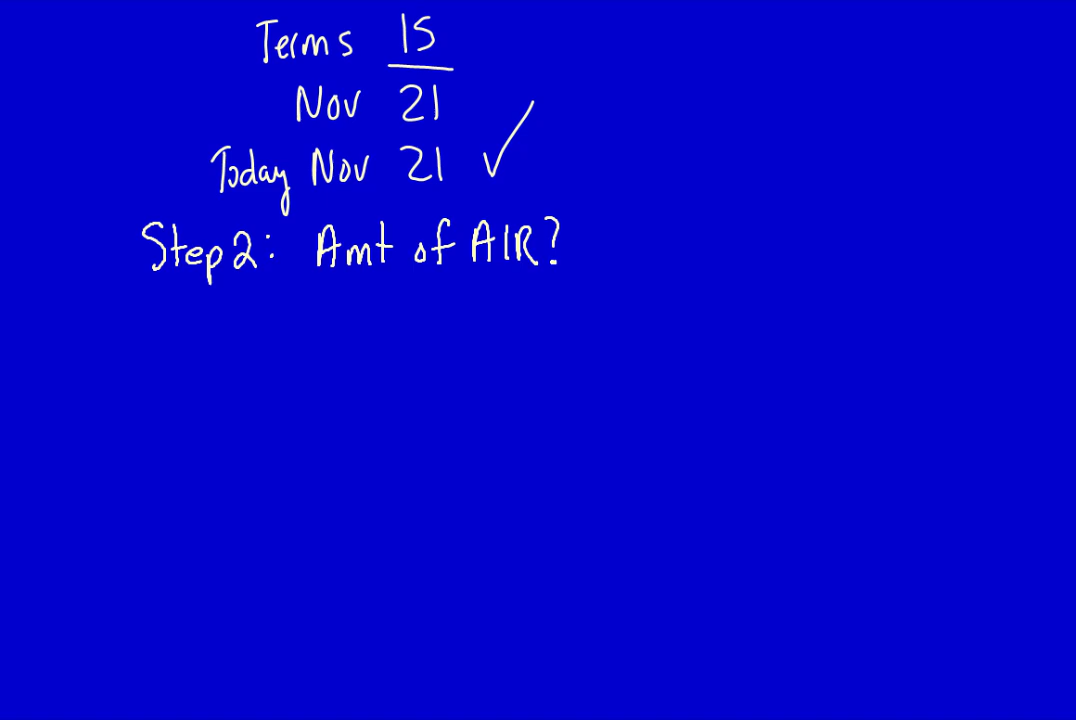 Terms 15
Nov 21
Today Nov 21 ✓
Step 2: Amt of A/R?